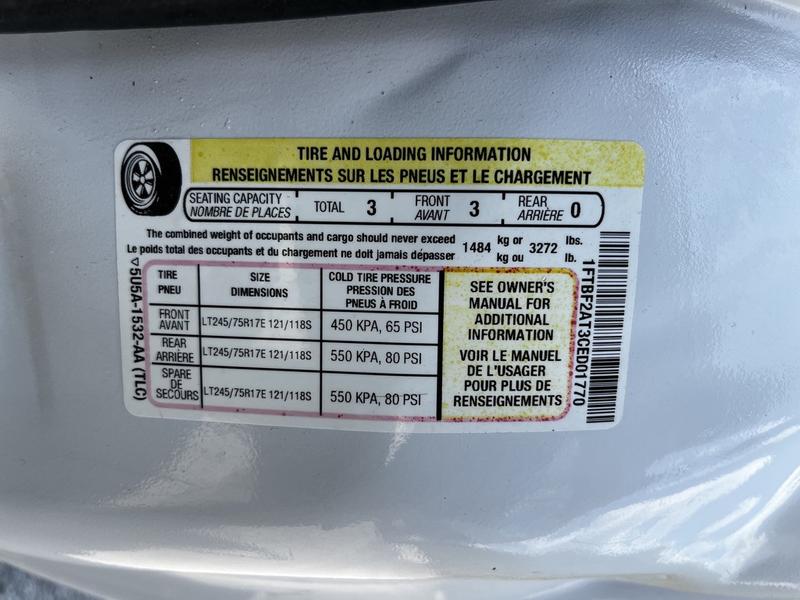 TIRE AND LOADING INFORMATION
RENSEIGNEMENTS SUR LES PNEUS ET LE CHARGEMENT
SEATING CAPACITY
NOMBRE DE PLACES
TOTAL 3
FRONT
AVANT 3
REAR
ARRIÈRE 0
The combined weight of occupants and cargo should never exceed 1484 kg or 3272 lbs.
Le poids total des occupants et du chargement ne doit jamais dépasser kg ou lb.
TIRE
PNEU
SIZE
DIMENSIONS
COLD TIRE PRESSURE
PRESSION DES
PNEUS À FROID
FRONT
AVANT
LT245/75R17E 121/118S
450 KPA, 65 PSI
REAR
ARRIÈRE
LT245/75R17E 121/118S
550 KPA, 80 PSI
SPARE
DE
SECOURS
LT245/75R17E 121/118S
550 KPA, 80 PSI
SEE OWNER'S
MANUAL FOR
ADDITIONAL
INFORMATION
VOIR LE MANUEL
DE L'USAGER
POUR PLUS DE
RENSEIGNEMENTS
▽5U5A-1532-AA (TLC)
1FTBF2AT3CED01770